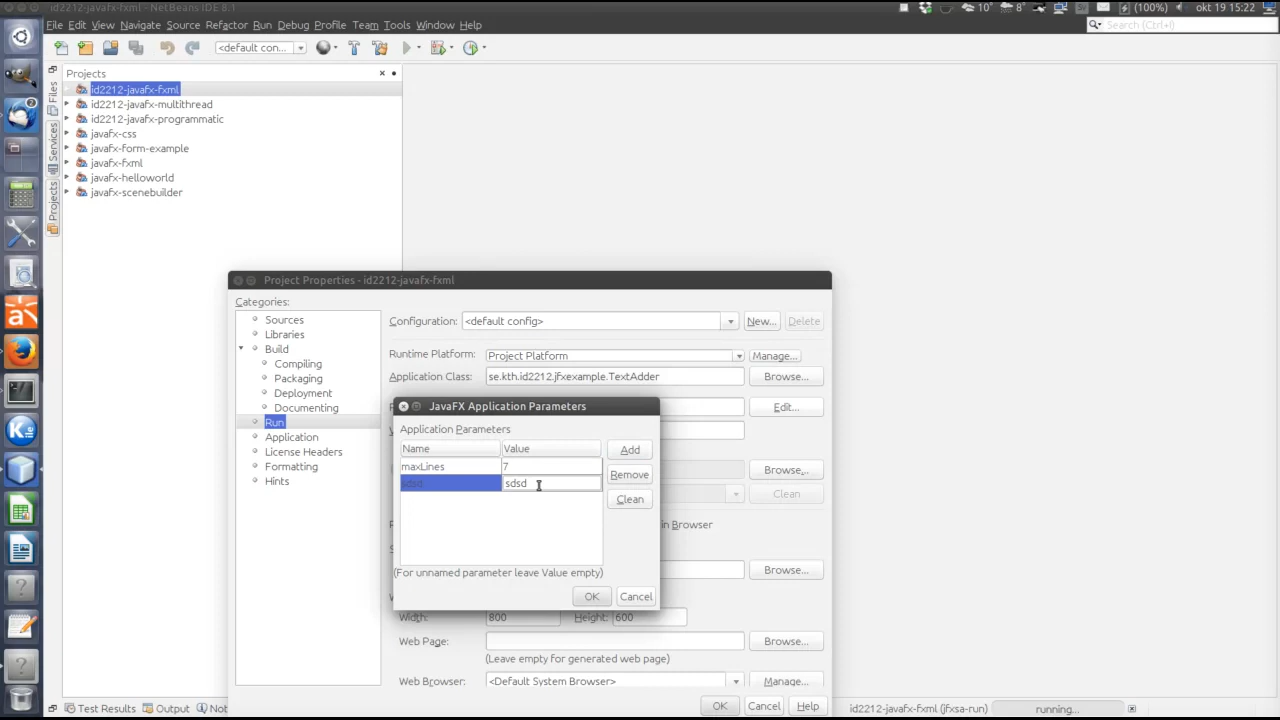 id2212-javafx-fxml - NetBeans IDE 8.1
10° 8° (100%) okt 19 15:22
File Edit View Navigate Source Refactor Run Debug Profile Team Tools Window Help
Search (Ctrl+I)
<default con...
Projects
id2212-javafx-fxml
id2212-javafx-multithread
id2212-javafx-programmatic
javafx-css
javafx-form-example
javafx-fxml
javafx-helloworld
javafx-scenebuilder
Files
Services
Projects
2
Project Properties - id2212-javafx-fxml
Categories:
Sources
Libraries
Build
Compiling
Packaging
Deployment
Documenting
Run
Application
License Headers
Formatting
Hints
Configuration: <default config> New... Delete
Runtime Platform: Project Platform Manage...
Application Class: se.kth.id2212.jfxexample.TextAdder Browse...
Edit...
Browse...
Clean
in Browser
Browse...
JavaFX Application Parameters
Application Parameters
Name Value Add
maxLines 7
sdsd sdsd
Remove
Clean
(For unnamed parameter leave Value empty)
OK Cancel
Width: 800 Height: 600
Web Page: Browse...
(Leave empty for generated web page)
Web Browser: <Default System Browser> Manage...
OK Cancel Help
Test Results Output Not
id2212-javafx-fxml (jfxsa-run) running...